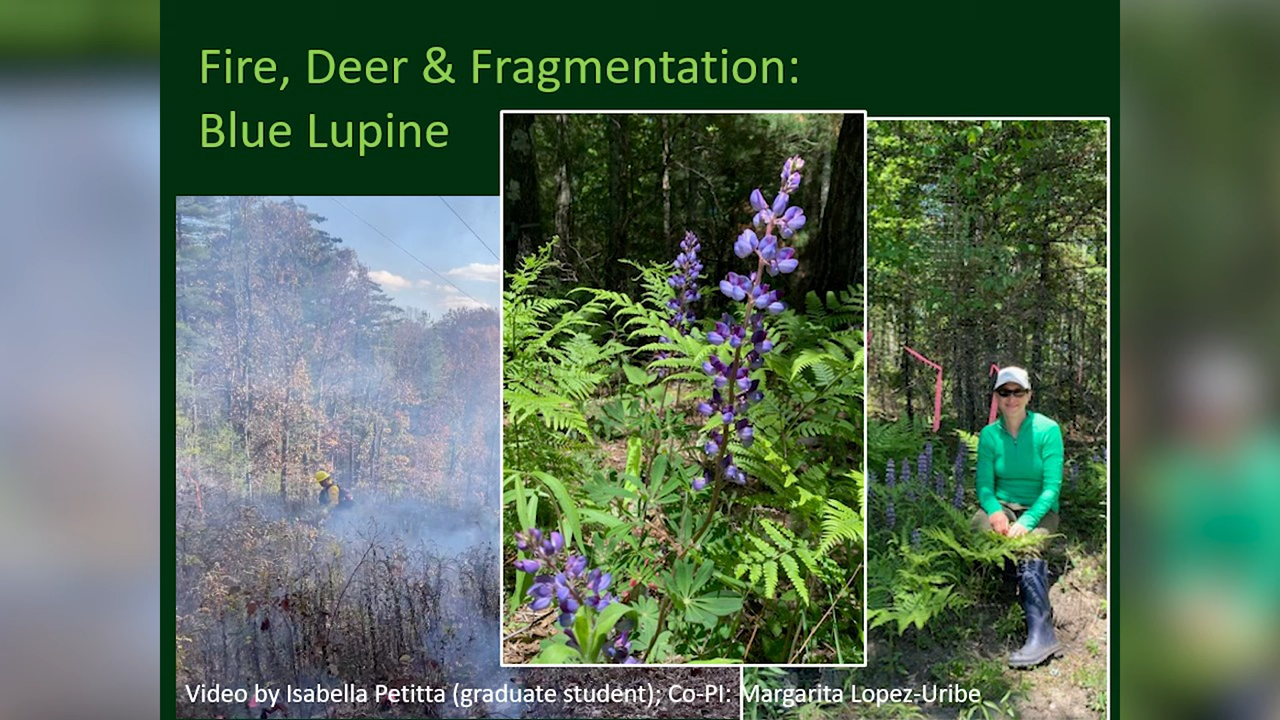 Fire, Deer & Fragmentation:
Blue Lupine
Video by Isabella Petitta (graduate student); Co-PI: Margarita Lopez-Uribe